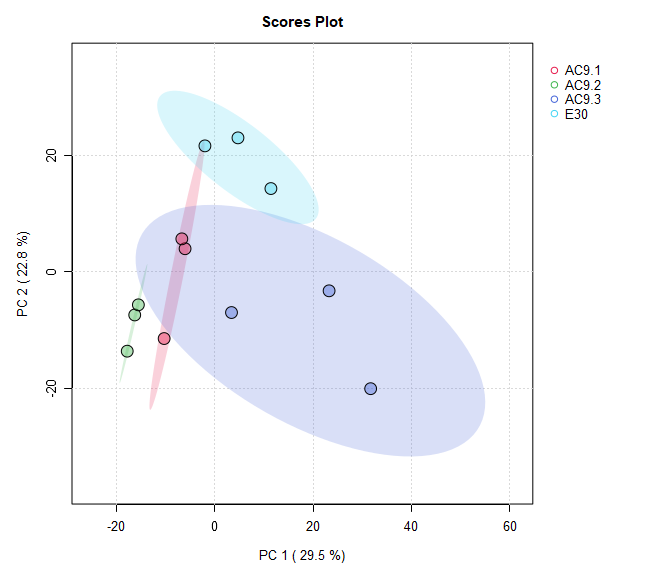 Scores Plot
AC9.1
AC9.2
AC9.3
E30
20
0
-20
PC 2 ( 22.8 %)
-20
0
20
40
60
PC 1 ( 29.5 %)